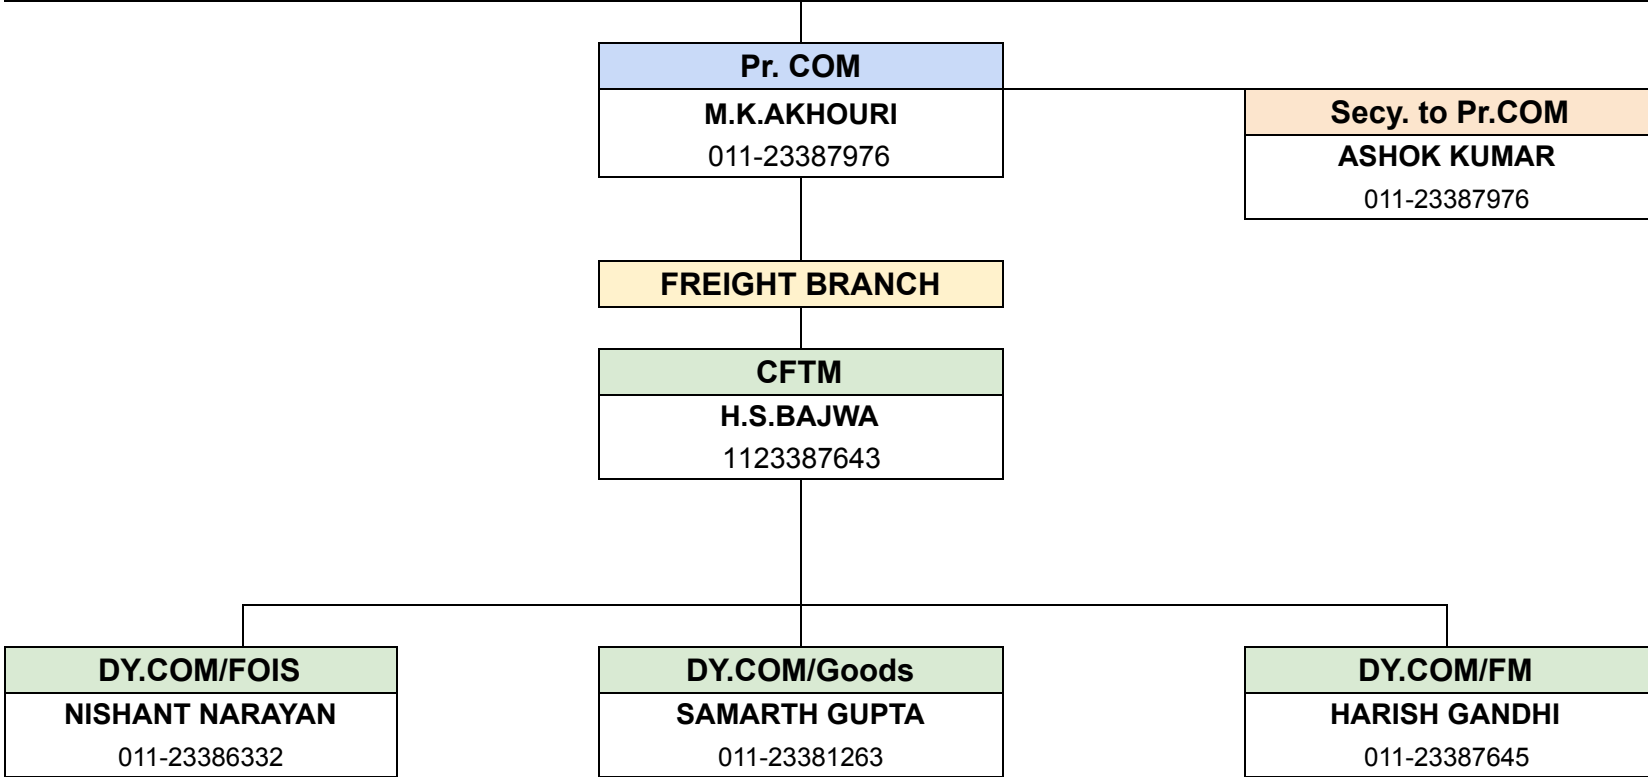 Pr. COM
M.K.AKHOURI
011-23387976
Secy. to Pr.COM
ASHOK KUMAR
011-23387976
FREIGHT BRANCH
CFTM
H.S.BAJWA
1123387643
DY.COM/FOIS
NISHANT NARAYAN
011-23386332
DY.COM/Goods
SAMARTH GUPTA
011-23381263
DY.COM/FM
HARISH GANDHI
011-23387645